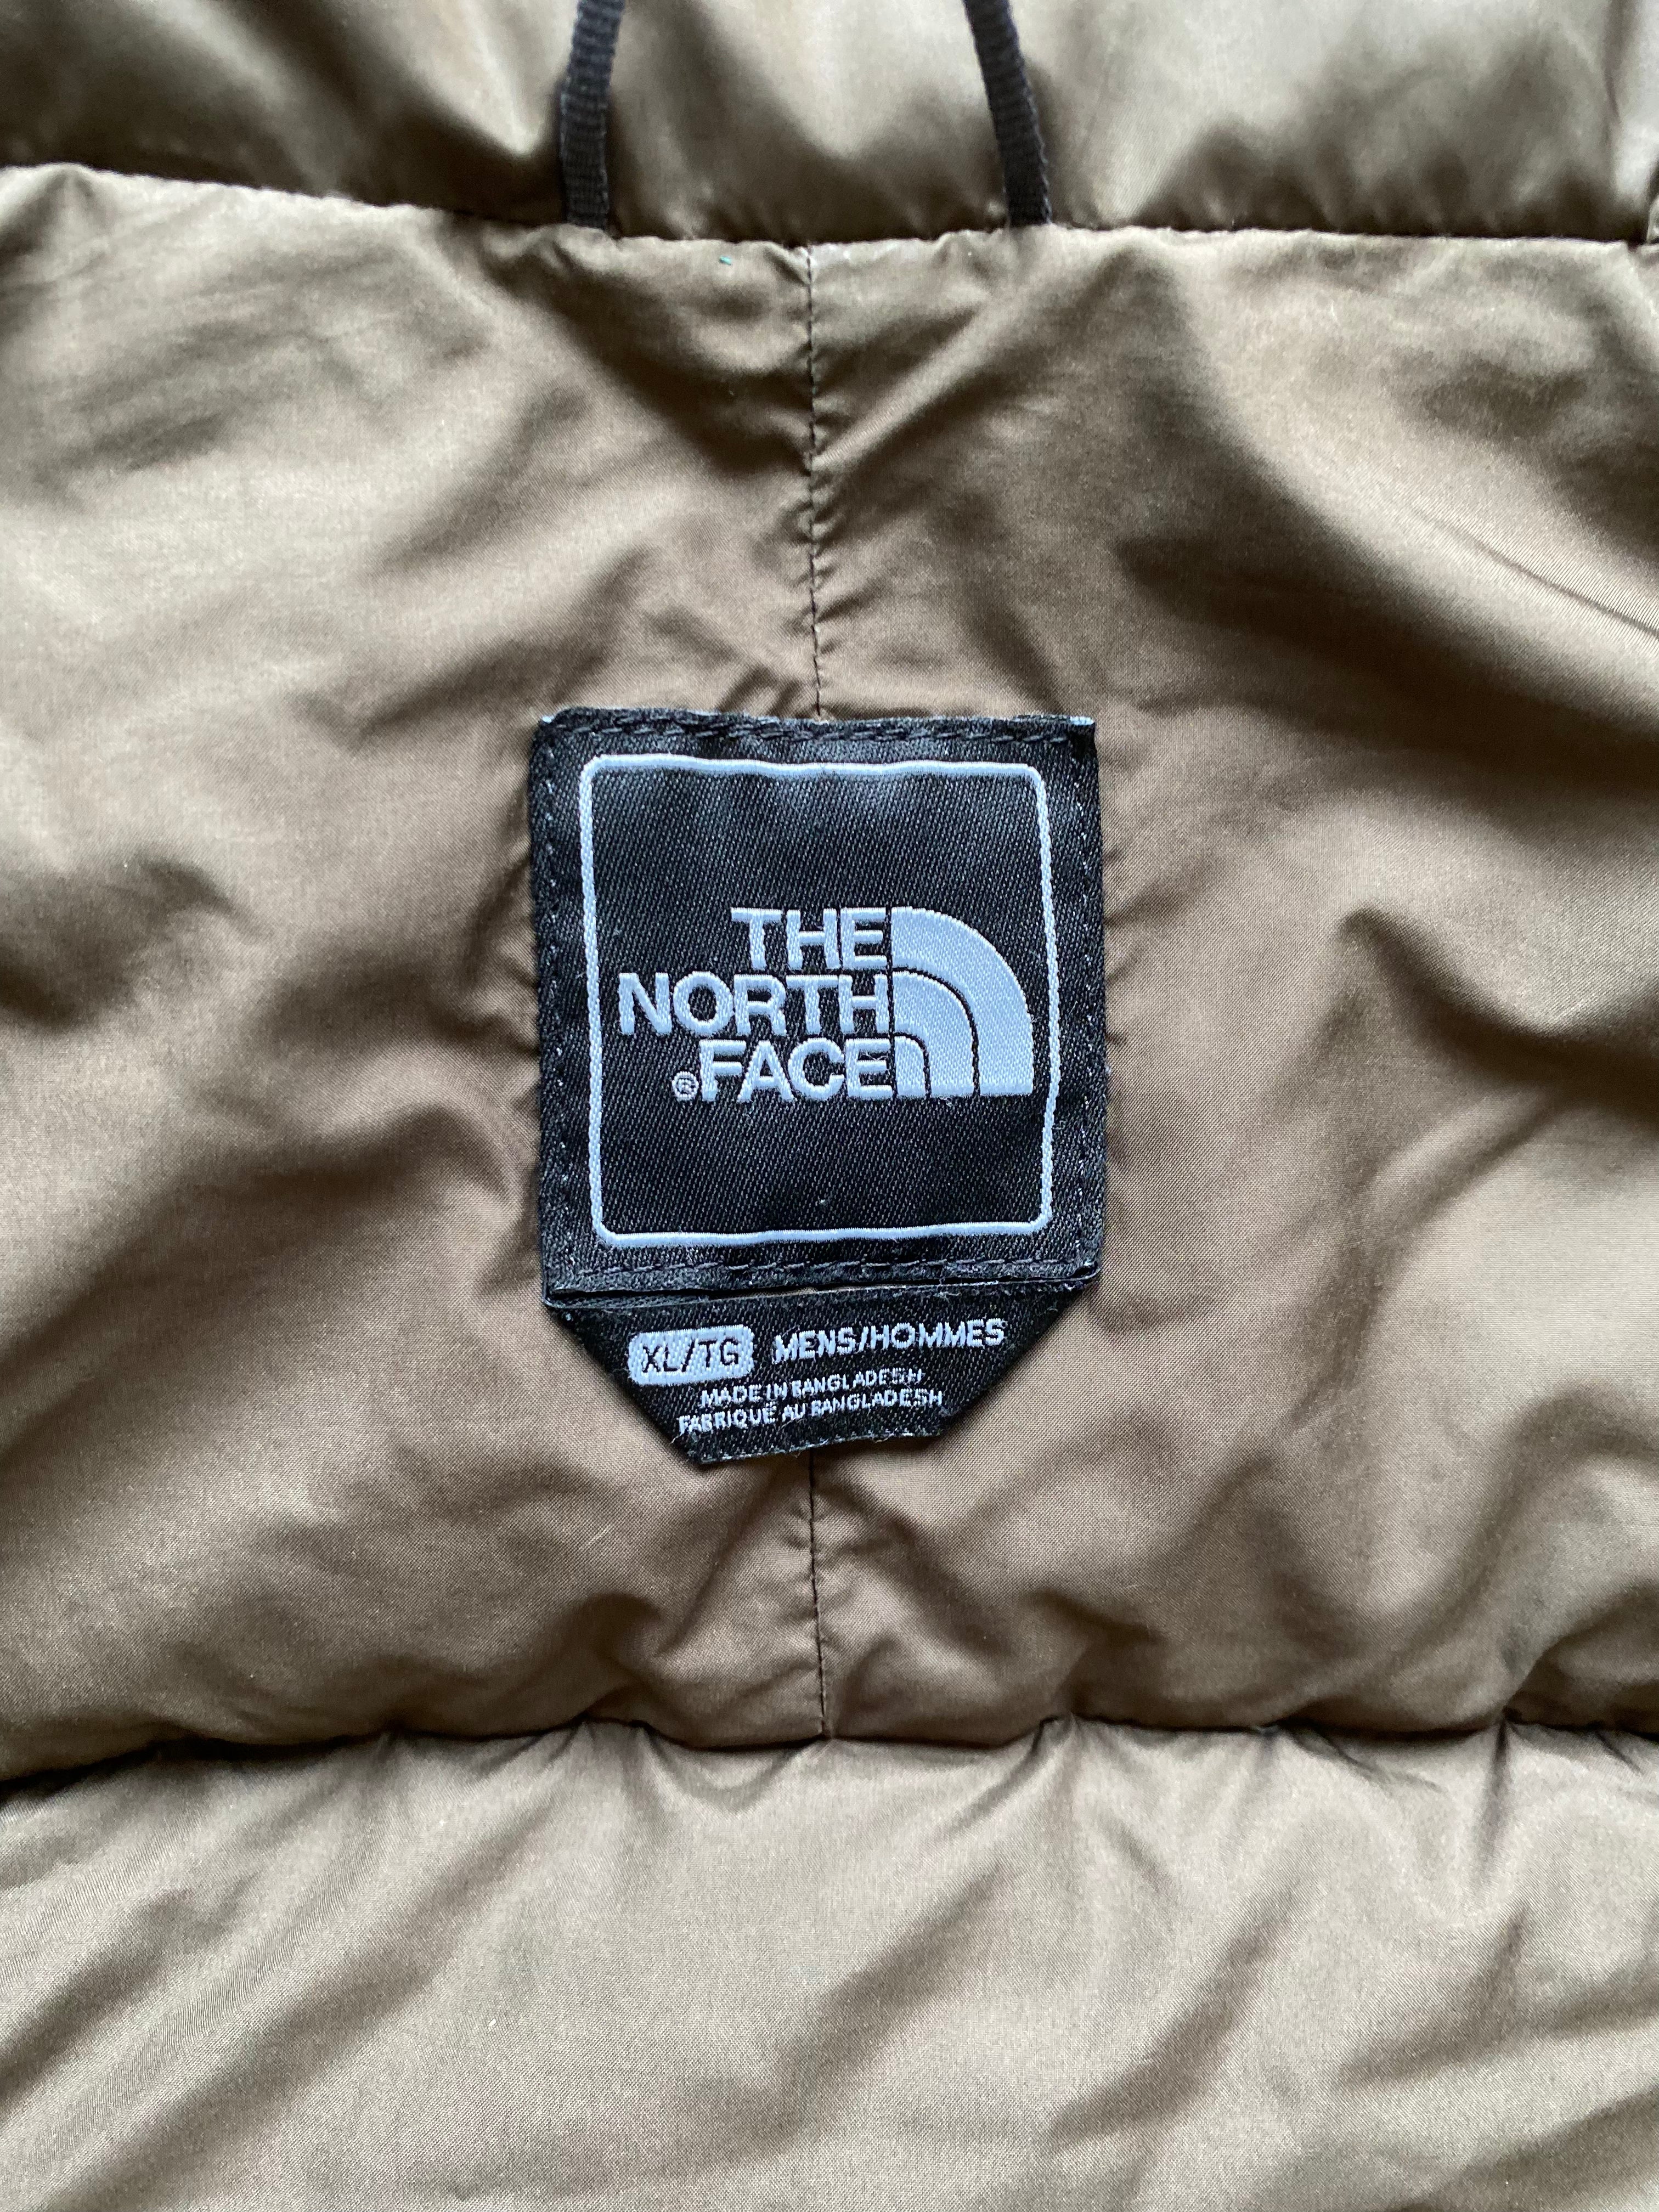 THE
NORTH
® FACE
XL/TG MENS/HOMMES
MADE IN BANGLADESH
FABRIQUÉ AU BANGLADESH